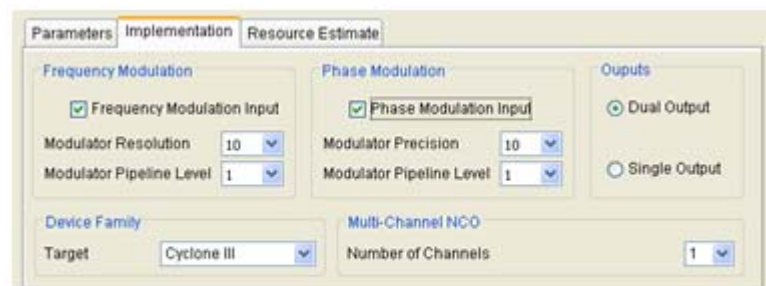 Parameters Implementation Resource Estimate
Frequency Modulation
Frequency Modulation Input
Modulator Resolution 10
Modulator Pipeline Level 1
Phase Modulation
Phase Modulation Input
Modulator Precision 10
Modulator Pipeline Level 1
Ouputs
Dual Output
Single Output
Device Family
Target Cyclone III
Multi-Channel NCO
Number of Channels 1